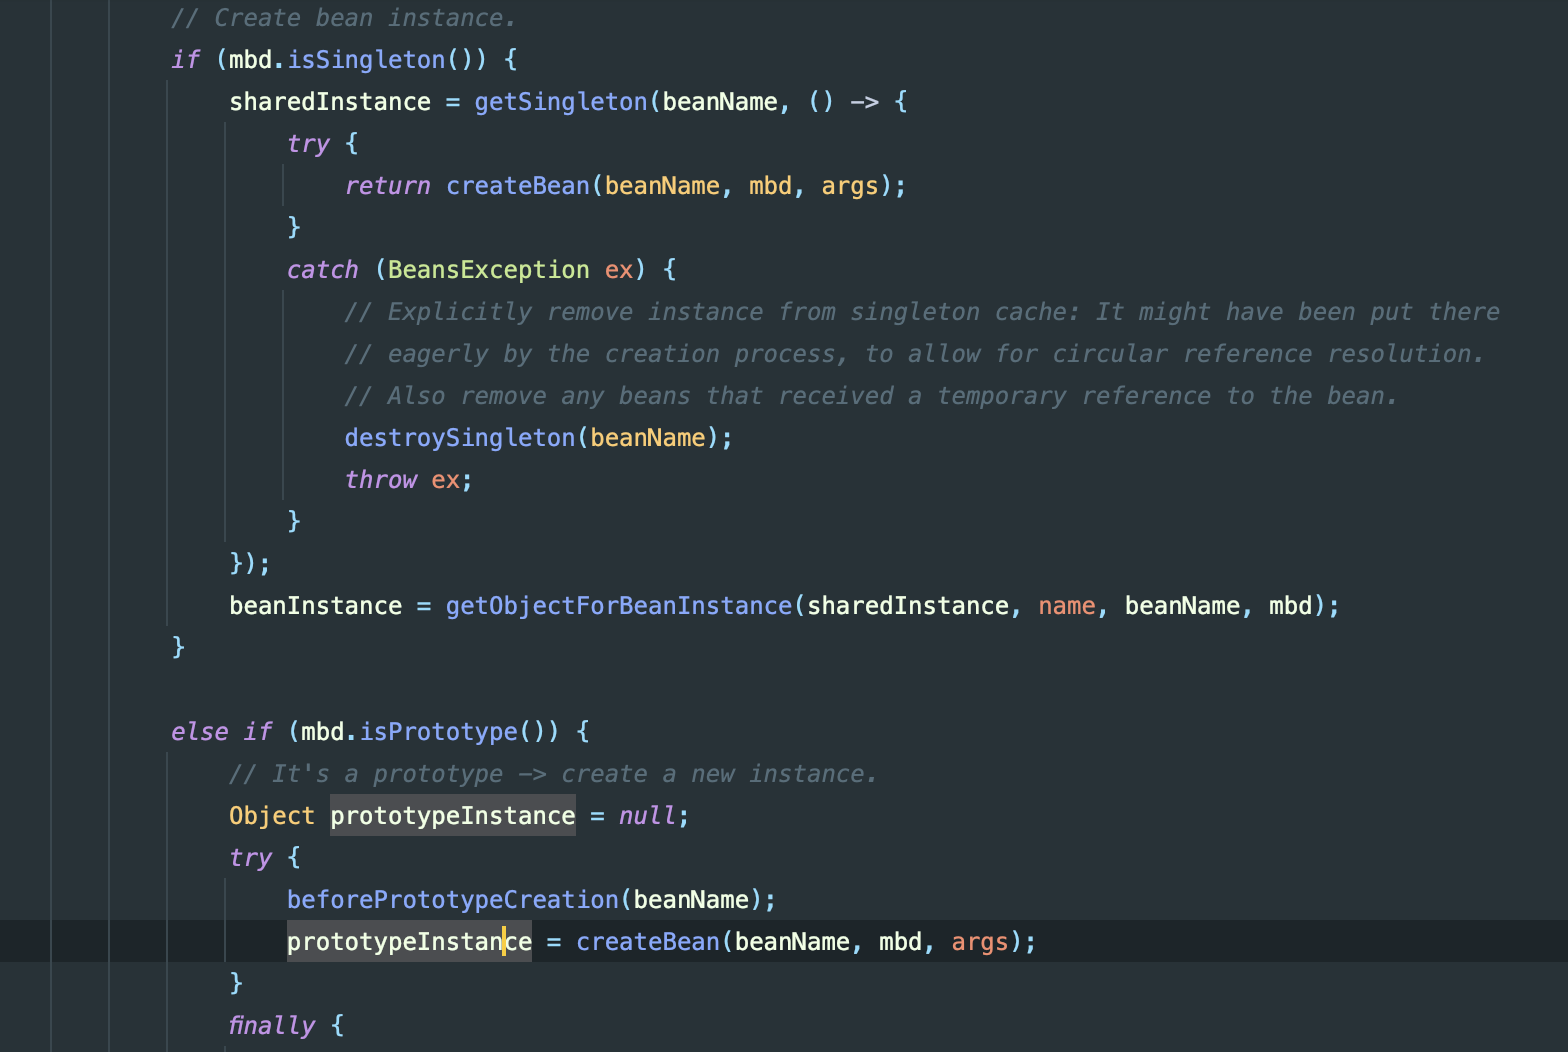 // Create bean instance.
if (mbd.isSingleton()) {
sharedInstance = getSingleton(beanName, () -> {
try {
return createBean(beanName, mbd, args);
}
catch (BeansException ex) {
// Explicitly remove instance from singleton cache: It might have been put there
// eagerly by the creation process, to allow for circular reference resolution.
// Also remove any beans that received a temporary reference to the bean.
destroySingleton(beanName);
throw ex;
}
});
beanInstance = getObjectForBeanInstance(sharedInstance, name, beanName, mbd);
}
else if (mbd.isPrototype()) {
// It's a prototype -> create a new instance.
Object prototypeInstance = null;
try {
beforePrototypeCreation(beanName);
prototypeInstance = createBean(beanName, mbd, args);
}
finally {